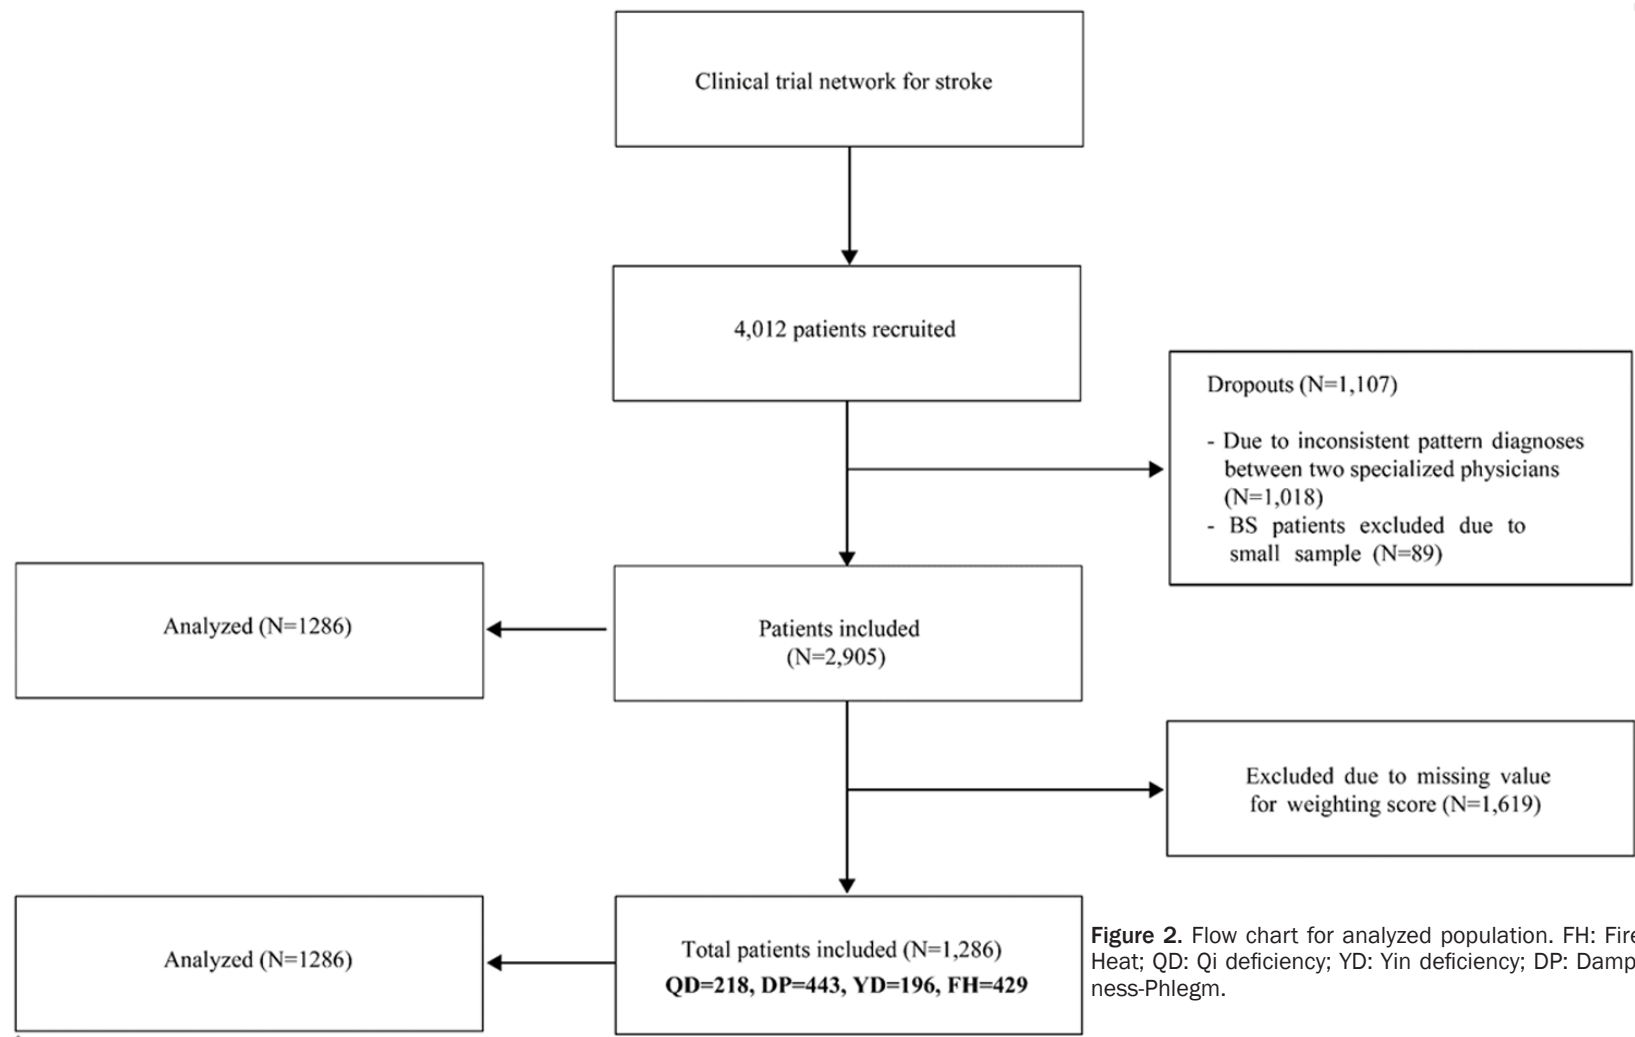 Clinical trial network for stroke
4,012 patients recruited
Dropouts (N=1,107)
- Due to inconsistent pattern diagnoses
between two specialized physicians
(N=1,018)
- BS patients excluded due to
small sample (N=89)
Analyzed (N=1286)
Patients included
(N=2,905)
Excluded due to missing value
for weighting score (N=1,619)
Analyzed (N=1286)
Total patients included (N=1,286)
QD=218, DP=443, YD=196, FH=429
Figure 2. Flow chart for analyzed population. FH: Fire
Heat; QD: Qi deficiency; YD: Yin deficiency; DP: Damp
ness-Phlegm.